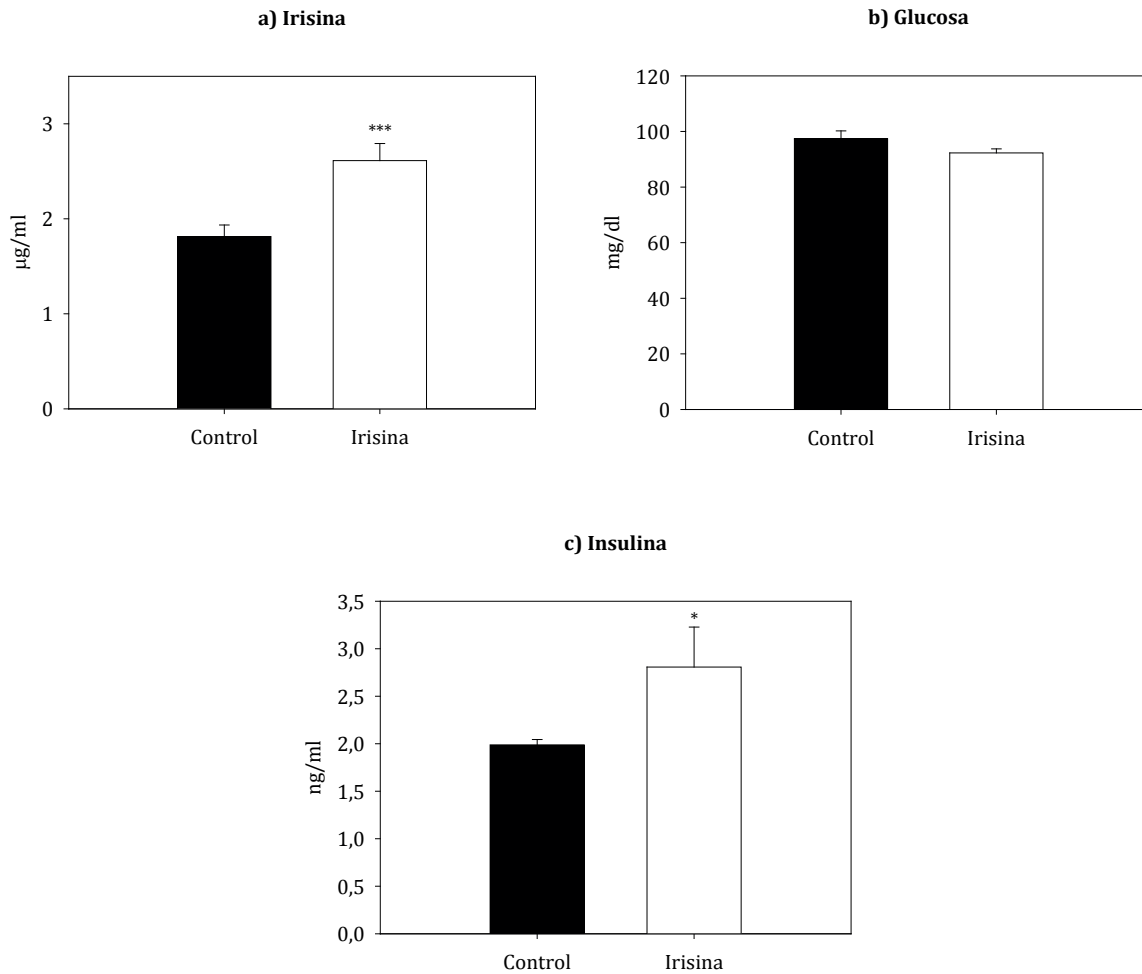 a) Irisina
3
2
1
0
µg/ml
***
Control Irisina
b) Glucosa
120
100
80
60
40
20
0
mg/dl
Control Irisina
c) Insulina
3,5
3,0
2,5
2,0
1,5
1,0
0,5
0,0
ng/ml
*
Control Irisina